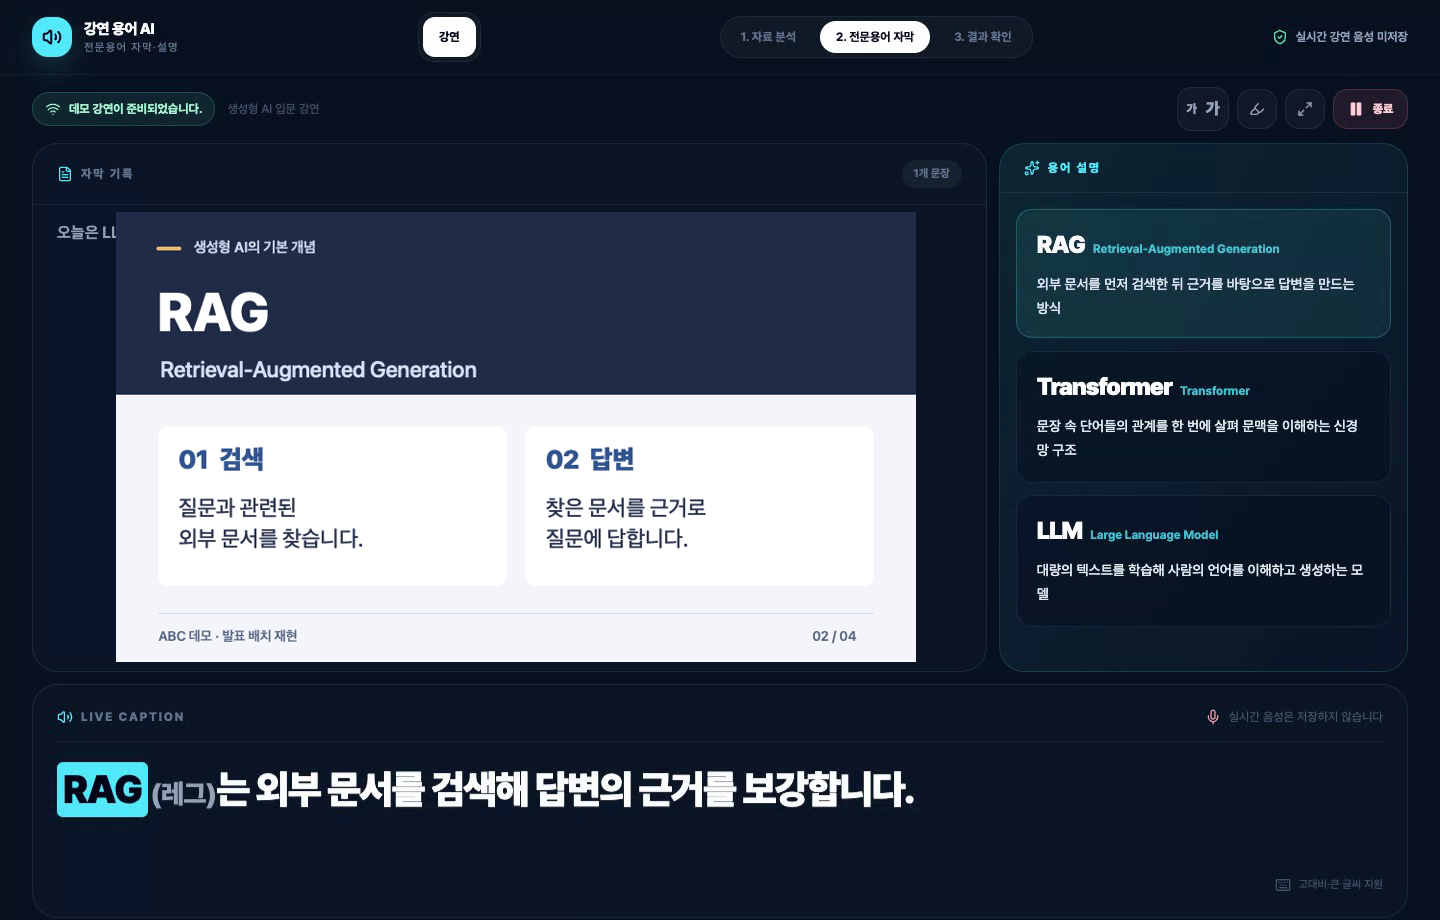 강연 용어 AI
전문용어 자막·설명
강연
1. 자료 분석
2. 전문용어 자막
3. 결과 확인
실시간 강연 음성 미저장
데모 강연이 준비되었습니다.
생성형 AI 입문 강연
가 가
종료
자막 기록
1개 문장
오늘은
생성형 AI의 기본 개념
RAG
Retrieval-Augmented Generation
01 검색
질문과 관련된
외부 문서를 찾습니다.
02 답변
찾은 문서를 근거로
질문에 답합니다.
ABC 데모 · 발표 배치 재현
02 / 04
용어 설명
RAG Retrieval-Augmented Generation
외부 문서를 먼저 검색한 뒤 근거를 바탕으로 답변을 만드는
방식
Transformer Transformer
문장 속 단어들의 관계를 한 번에 살펴 문맥을 이해하는 신경
망 구조
LLM Large Language Model
대량의 텍스트를 학습해 사람의 언어를 이해하고 생성하는 모
델
LIVE CAPTION
실시간 음성은 저장하지 않습니다
RAG(레그)는 외부 문서를 검색해 답변의 근거를 보강합니다.
고대비·큰 글씨 지원